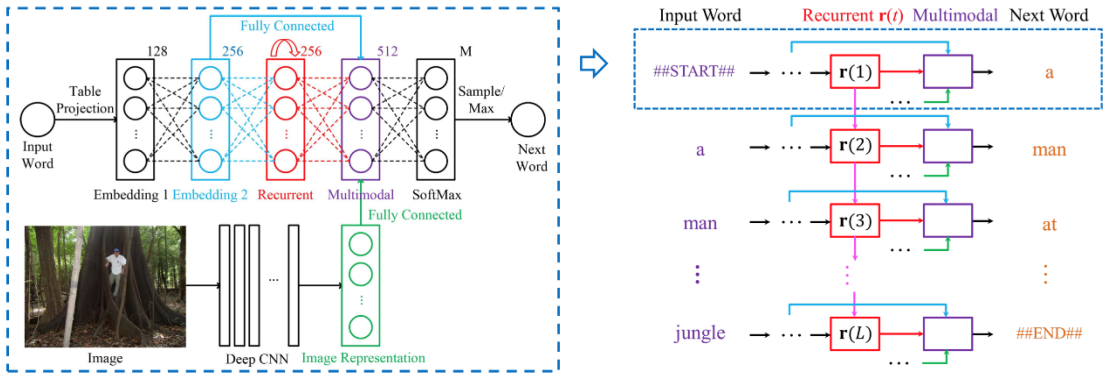 Fully Connected
128
256
256
512
M
Table
Projection
Sample/
Max
Input
Word
Next
Word
Embedding 1
Embedding 2
Recurrent
Multimodal
SoftMax
Fully Connected
...
Image
Deep CNN
Image Representation
Input Word
Recurrent r(t)
Multimodal
Next Word
##START##
...
r(1)
a
...
a
...
r(2)
man
...
man
...
r(3)
at
...
jungle
...
r(L)
##END##
...